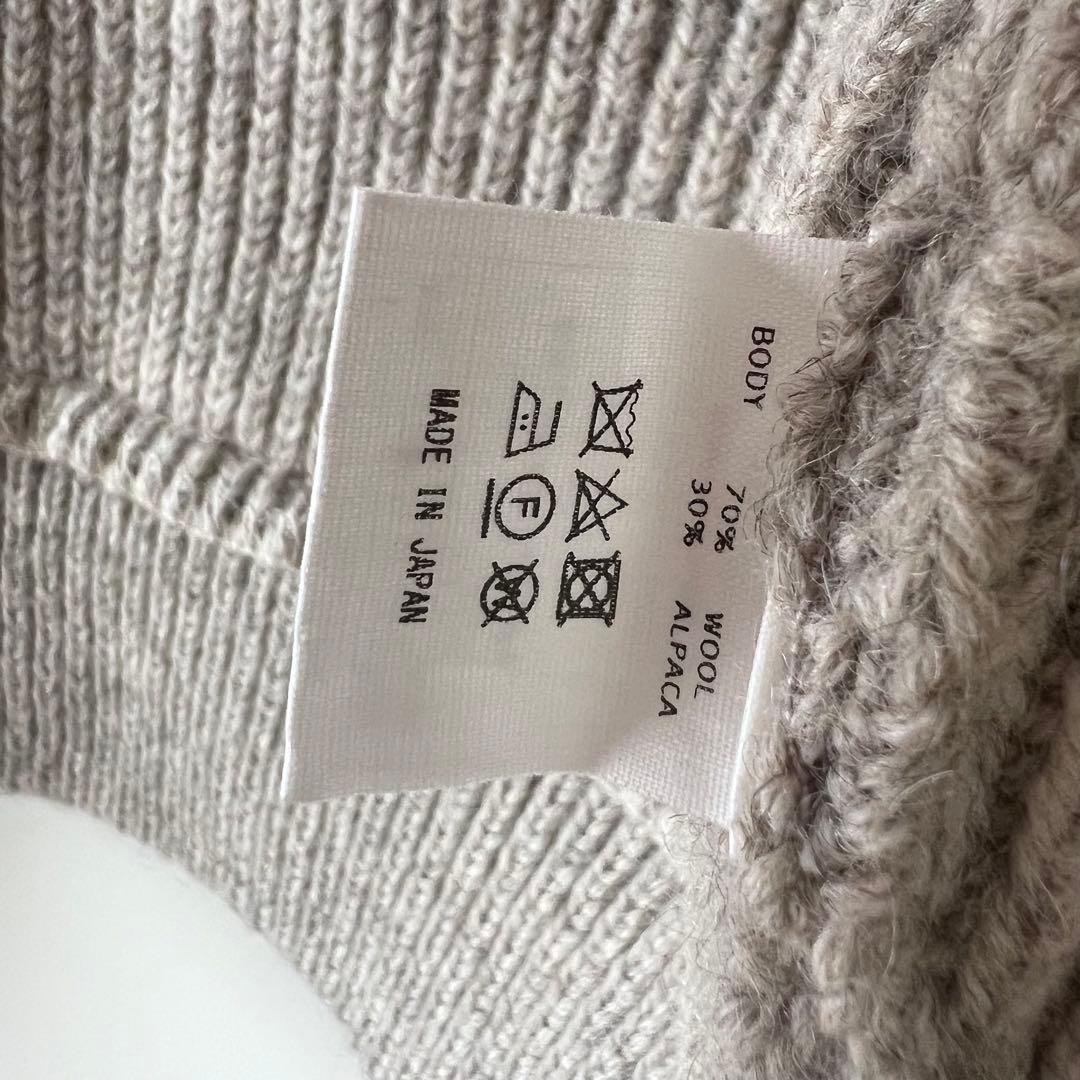 BODY
70% WOOL
30% ALPACA
F
W
MADE IN JAPAN